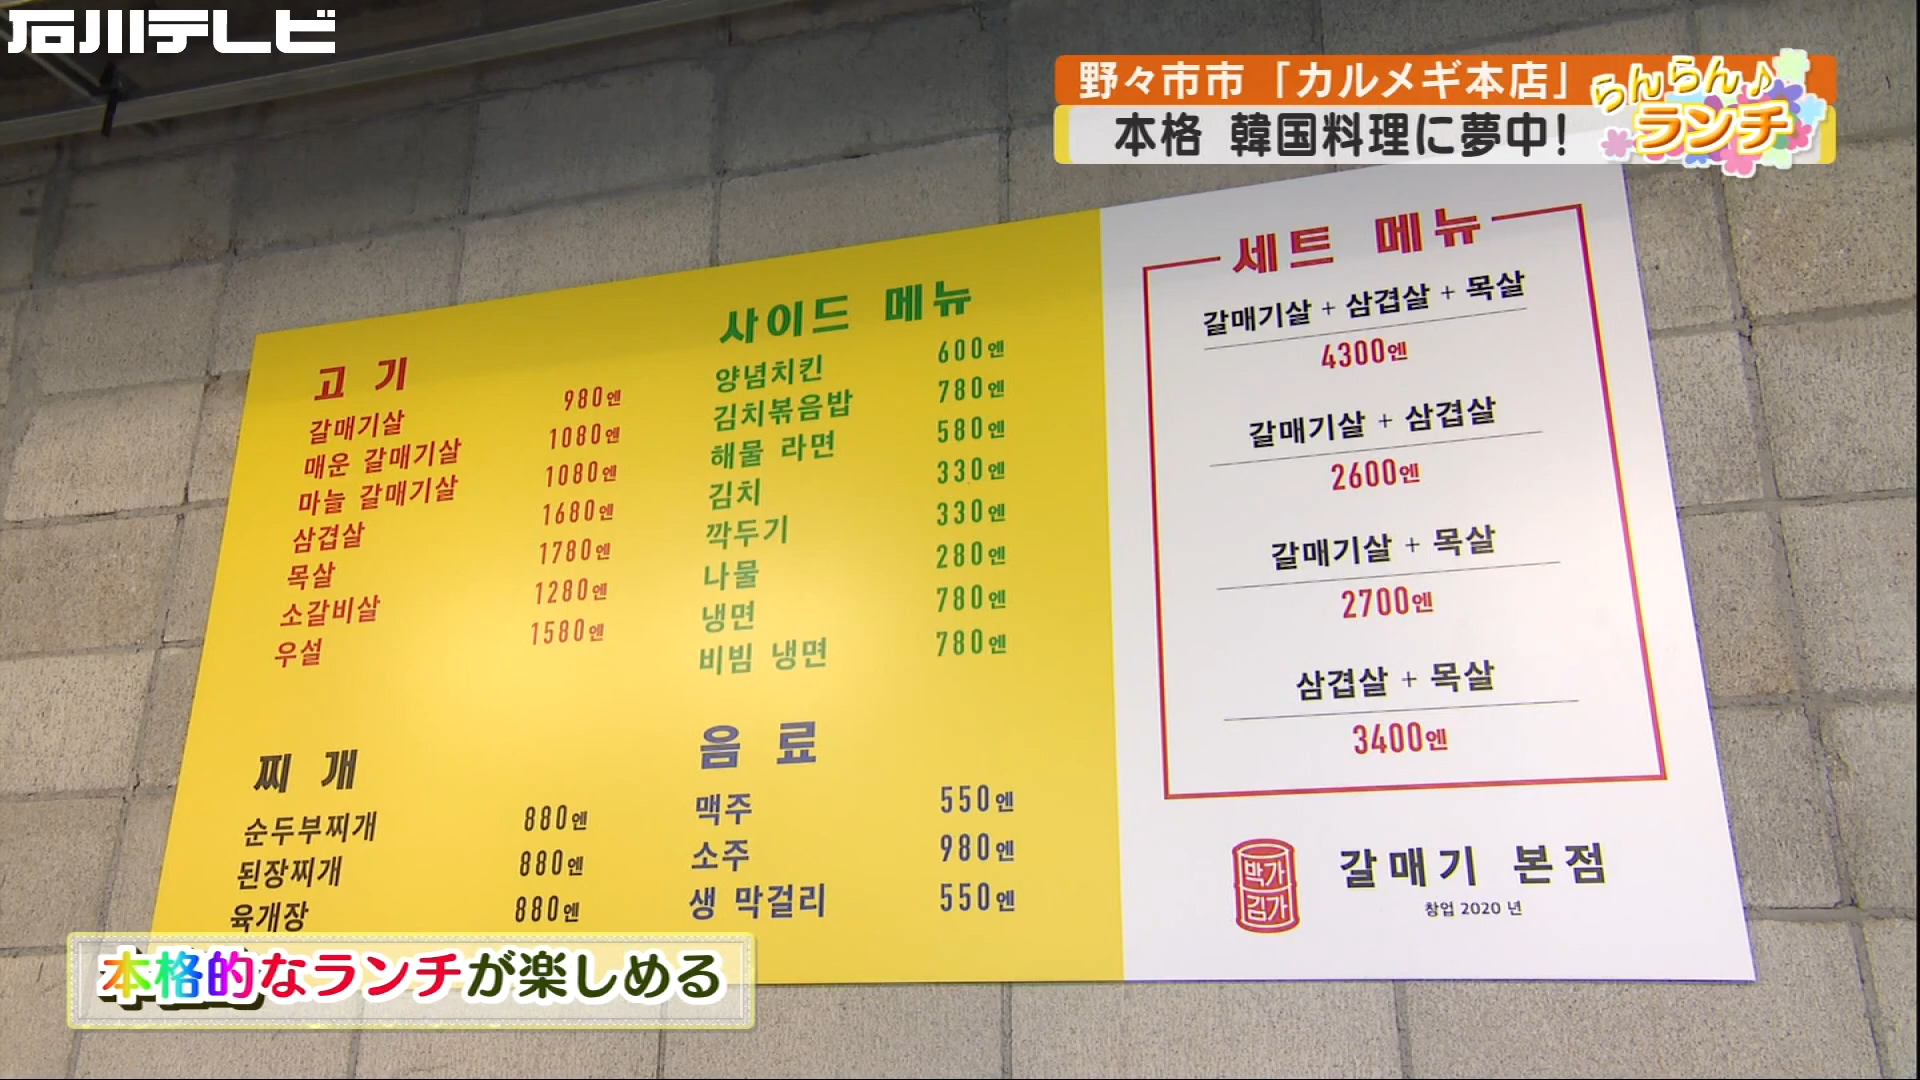 石川テレビ
野々市市「カルメギ本店」
らんらん♪
ランチ
本格 韓国料理に夢中!
고기
갈매기살 980엔
매운 갈매기살 1080엔
마늘 갈매기살 1080엔
삼겹살 1680엔
목살 1780엔
소갈비살 1280엔
우설 1580엔
찌개
순두부찌개 880엔
된장찌개 880엔
육개장 880엔
사이드 메뉴
양념치킨 600엔
김치볶음밥 780엔
해물 라면 580엔
김치 330엔
깍두기 330엔
나물 280엔
냉면 780엔
비빔 냉면 780엔
음료
맥주 550엔
소주 980엔
생 막걸리 550엔
세트 메뉴
갈매기살 + 삼겹살 + 목살
4300엔
갈매기살 + 삼겹살
2600엔
갈매기살 + 목살
2700엔
삼겹살 + 목살
3400엔
박가
김가
갈매기 본점
창업 2020 년
本格的なランチが楽しめる